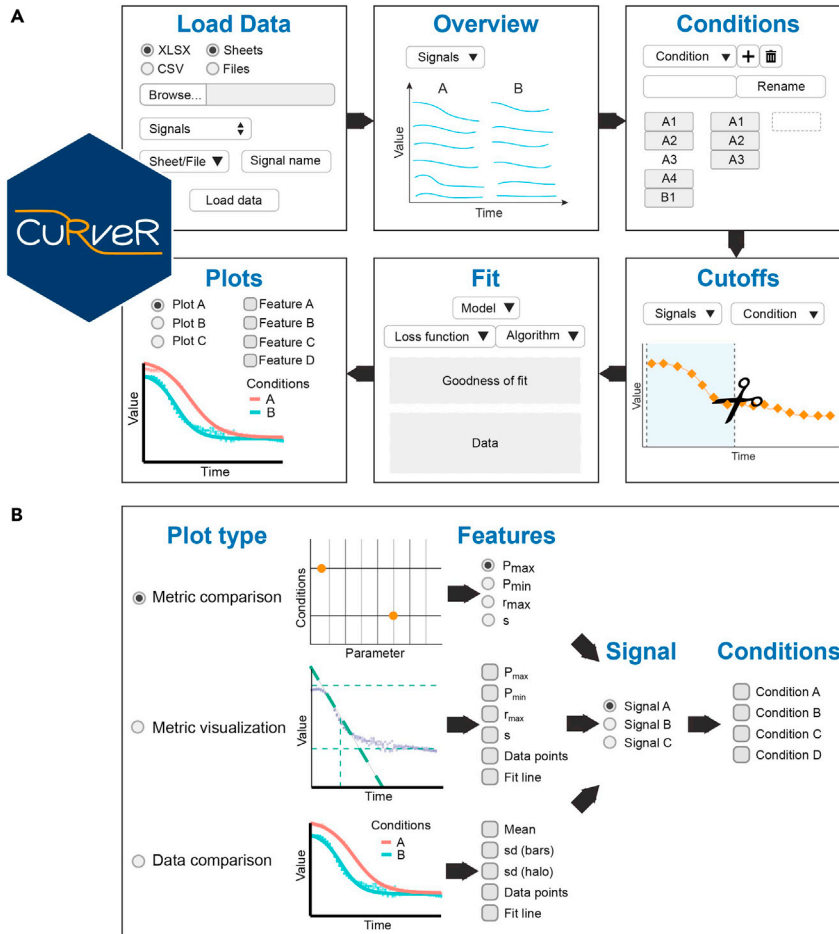 A
Load Data
XLSX Sheets
CSV Files
Browse...
Signals
Sheet/File Signal name
Load data
CuRveR
Overview
Signals
A B
Value
Time
Conditions
Condition +
Rename
A1 A1
A2 A2
A3 A3
A4
B1
Plots
Plot A Feature A
Plot B Feature B
Plot C Feature C
Feature D
Conditions
A
B
Value
Time
Fit
Model
Loss function Algorithm
Goodness of fit
Data
Cutoffs
Signals Condition
Value
Time
B
Plot type Features
Metric comparison
Conditions
Parameter
Pmax
Pmin
rmax
s
Metric visualization
Value
Time
Pmax
Pmin
rmax
s
Data points
Fit line
Data comparison
Value
Time
Conditions
A
B
Mean
sd (bars)
sd (halo)
Data points
Fit line
Signal
Signal A
Signal B
Signal C
Conditions
Condition A
Condition B
Condition C
Condition D